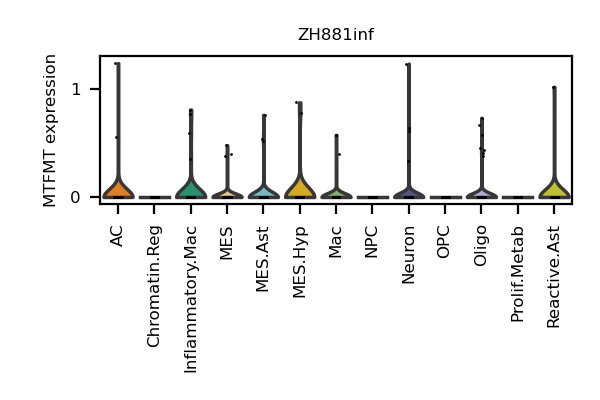 ZH881inf
MTFMT expression
1
0
AC
Chromatin.Reg
Inflammatory.Mac
MES
MES.Ast
MES.Hyp
Mac
NPC
Neuron
OPC
Oligo
Prolif.Metab
Reactive.Ast